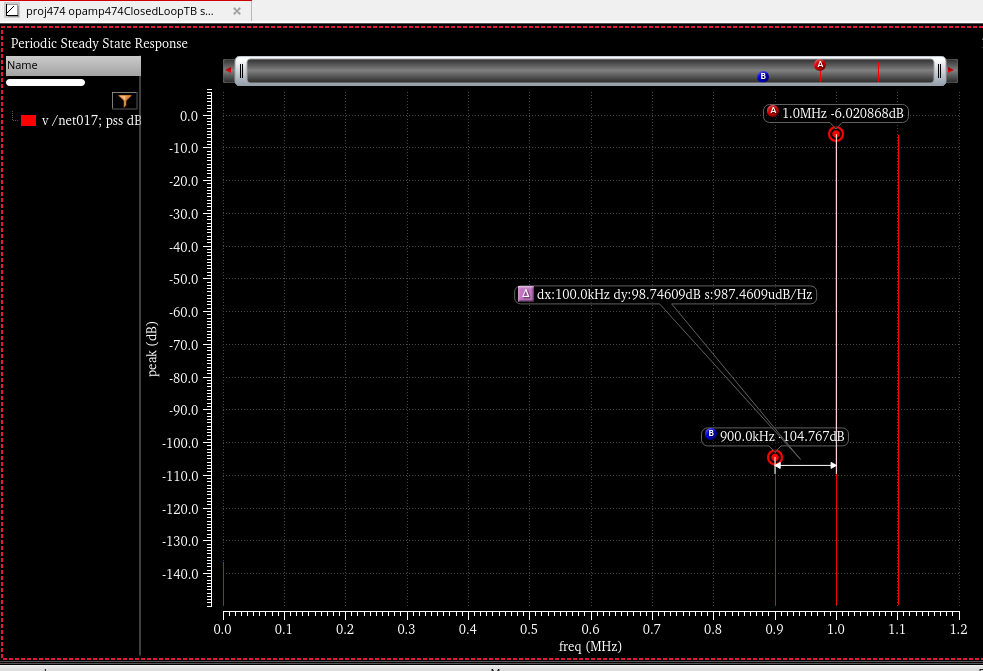 proj474 opamp474ClosedLoopTB s...
Periodic Steady State Response
Name
v /net017; pss dB
A
B
0.0
-10.0
-20.0
-30.0
-40.0
-50.0
-60.0
-70.0
-80.0
-90.0
-100.0
-110.0
-120.0
-130.0
-140.0
peak (dB)
A 1.0MHz -6.020868dB
Δ dx:100.0kHz dy:98.74609dB s:987.4609udB/Hz
B 900.0kHz -104.767dB
0.0 0.1 0.2 0.3 0.4 0.5 0.6 0.7 0.8 0.9 1.0 1.1 1.2
freq (MHz)